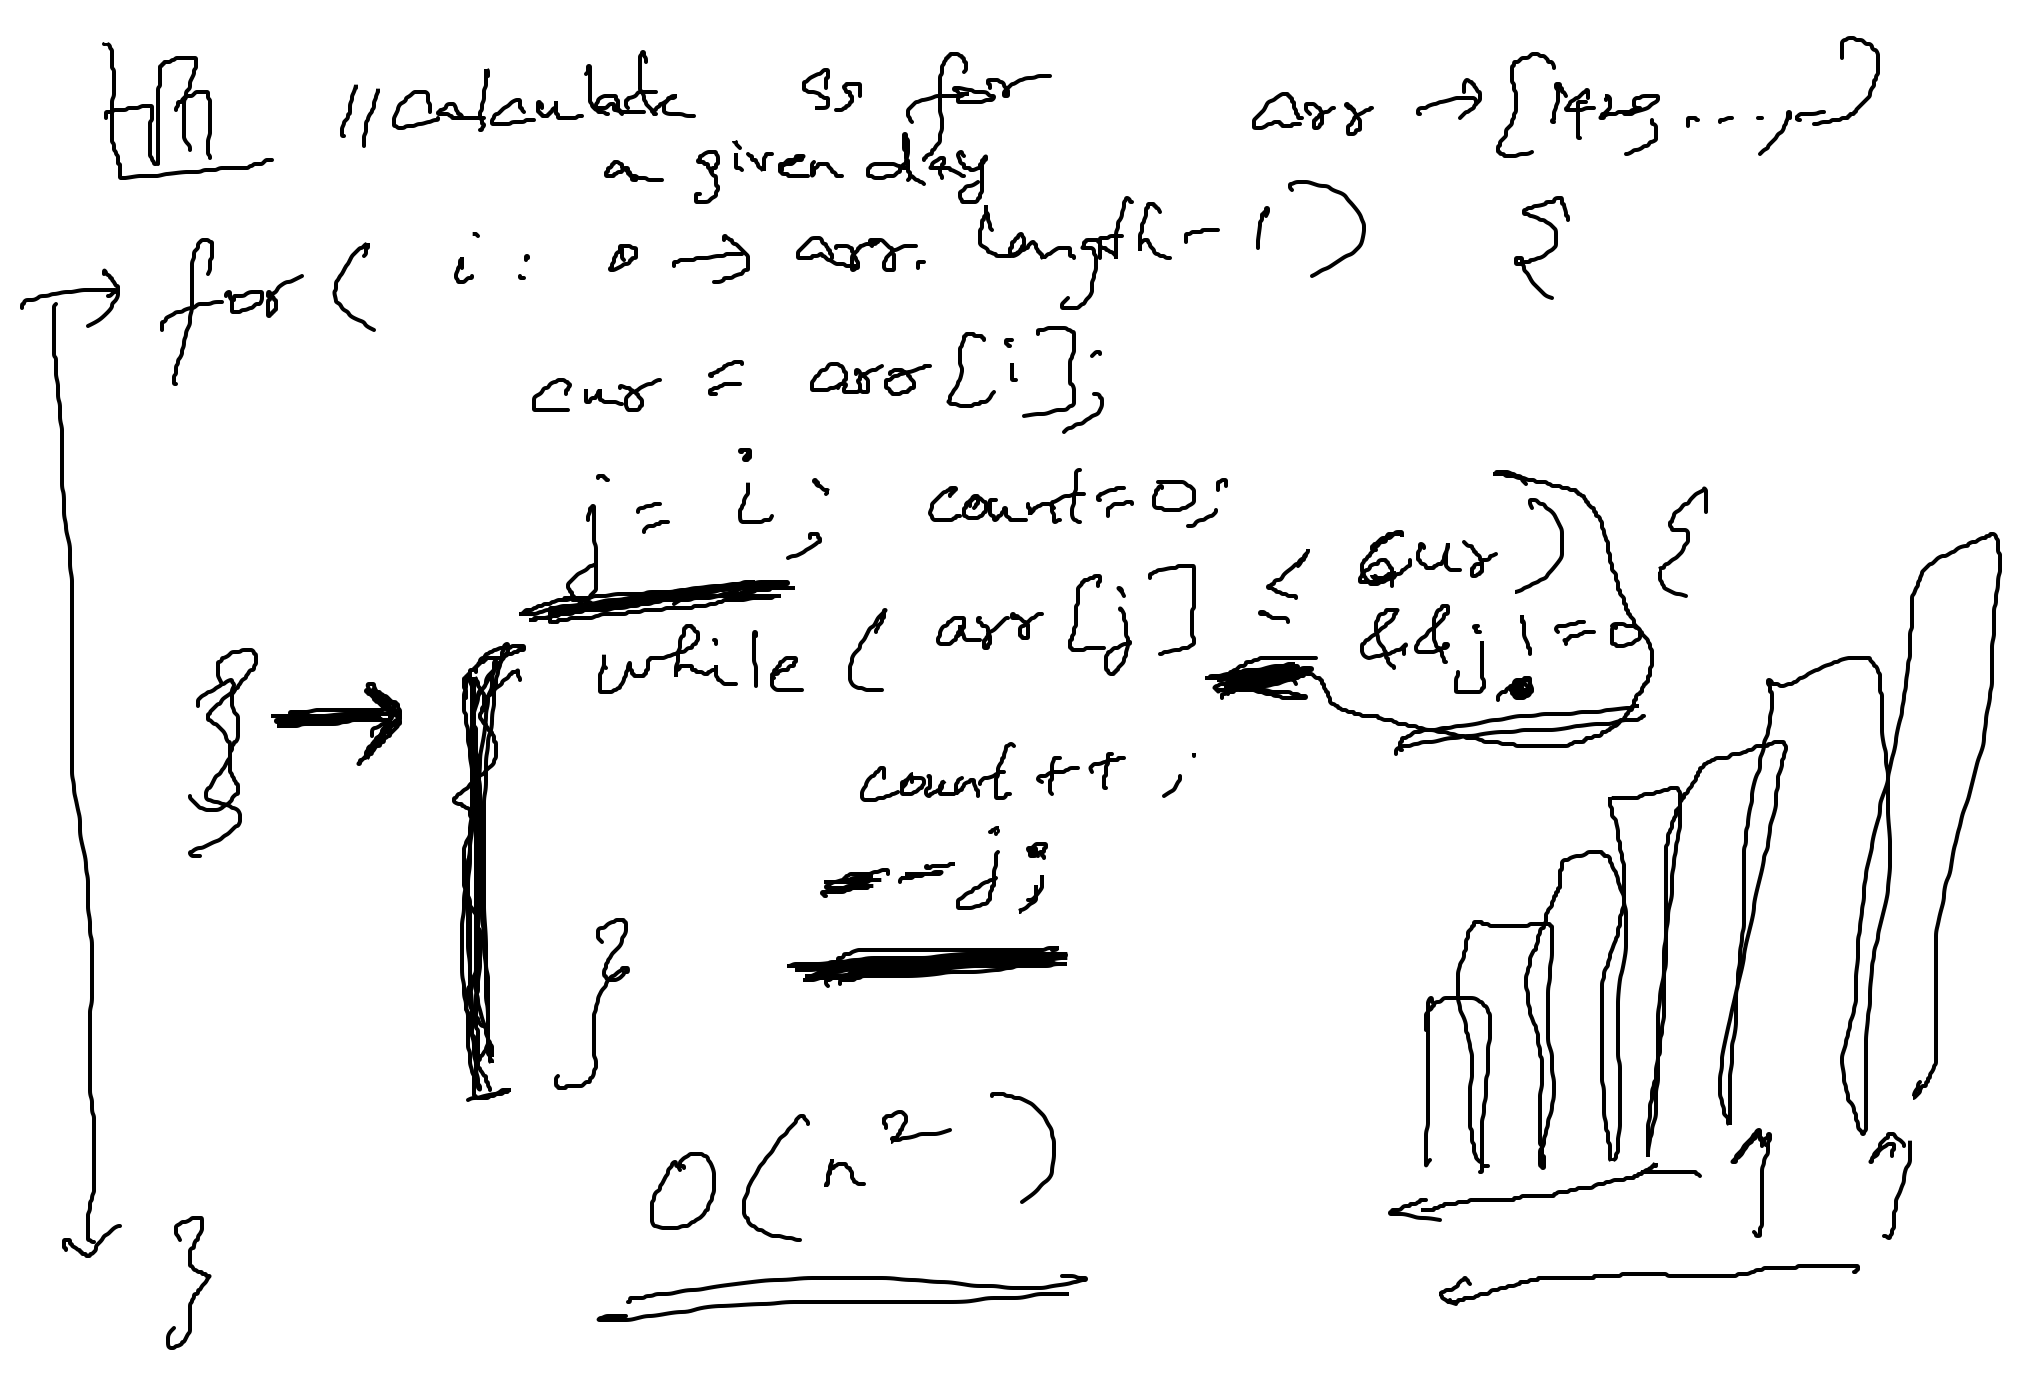 //Calculate SS for
a given day
arr → [142, ...., -]
for( i : 0 → arr.length-1) {
cur = arr[i];
j = i; count=0;
while ( arr[j] <= cur) {
&& j != 0
count++;
--j;
}
O(n²)
}